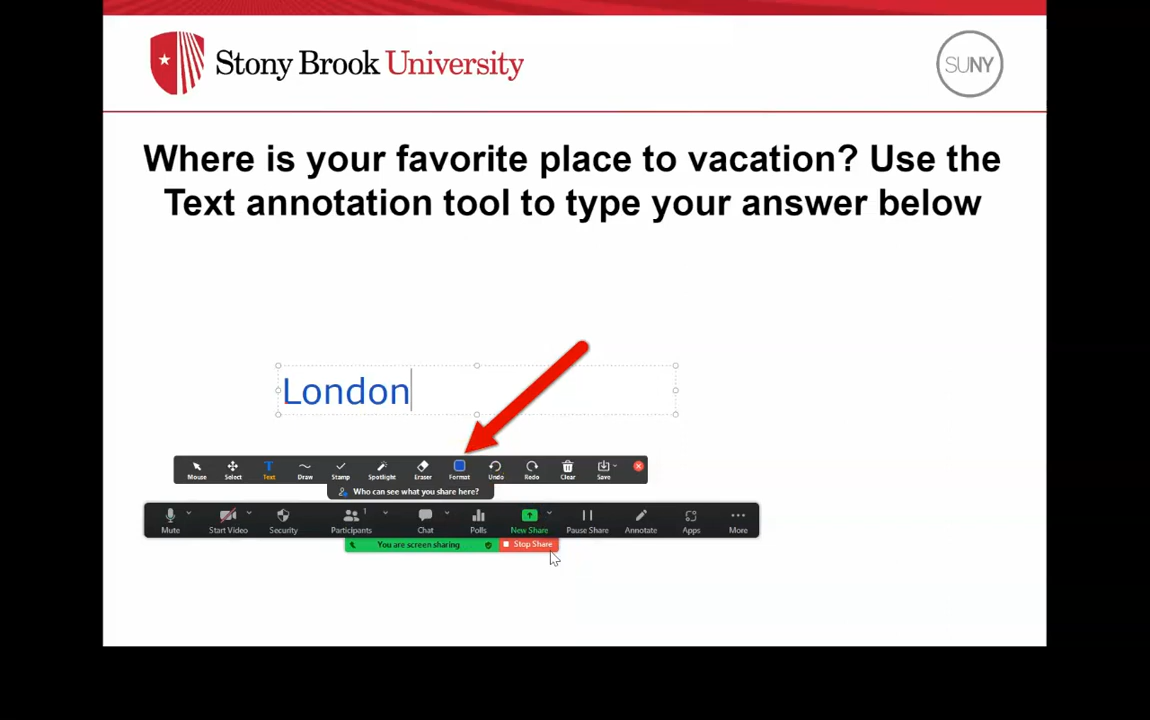 Stony Brook University
SUNY
Where is your favorite place to vacation? Use the
Text annotation tool to type your answer below
London
Mouse Select Text Draw Stamp Spotlight Eraser Format Undo Redo Clear Save
Who can see what you share here?
1
Mute Start Video Security Participants Chat Polls New Share Pause Share Annotate Apps More
You are screen sharing Stop Share